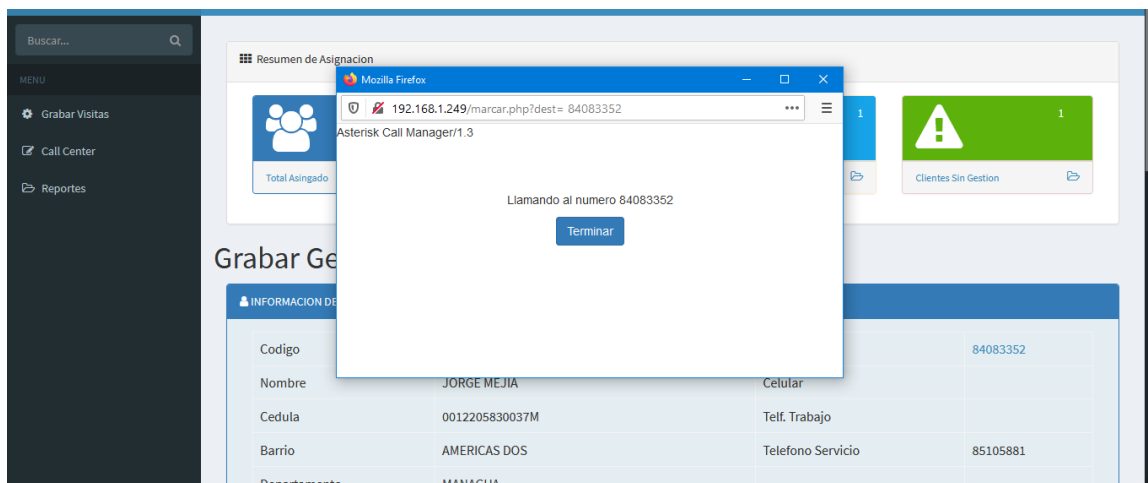 Buscar...
MENU
Grabar Visitas
Call Center
Reportes
Resumen de Asignacion
Mozilla Firefox
192.168.1.249/marcar.php?dest= 84083352
Asterisk Call Manager/1.3
Llamando al numero 84083352
Terminar
1
1
Total Asingado
Clientes Sin Gestion
Grabar Ge
INFORMACION DE
Codigo 84083352
Nombre JORGE MEJIA Celular
Cedula 0012205830037M Telf. Trabajo
Barrio AMERICAS DOS Telefono Servicio 85105881
Departamento MANAGUA